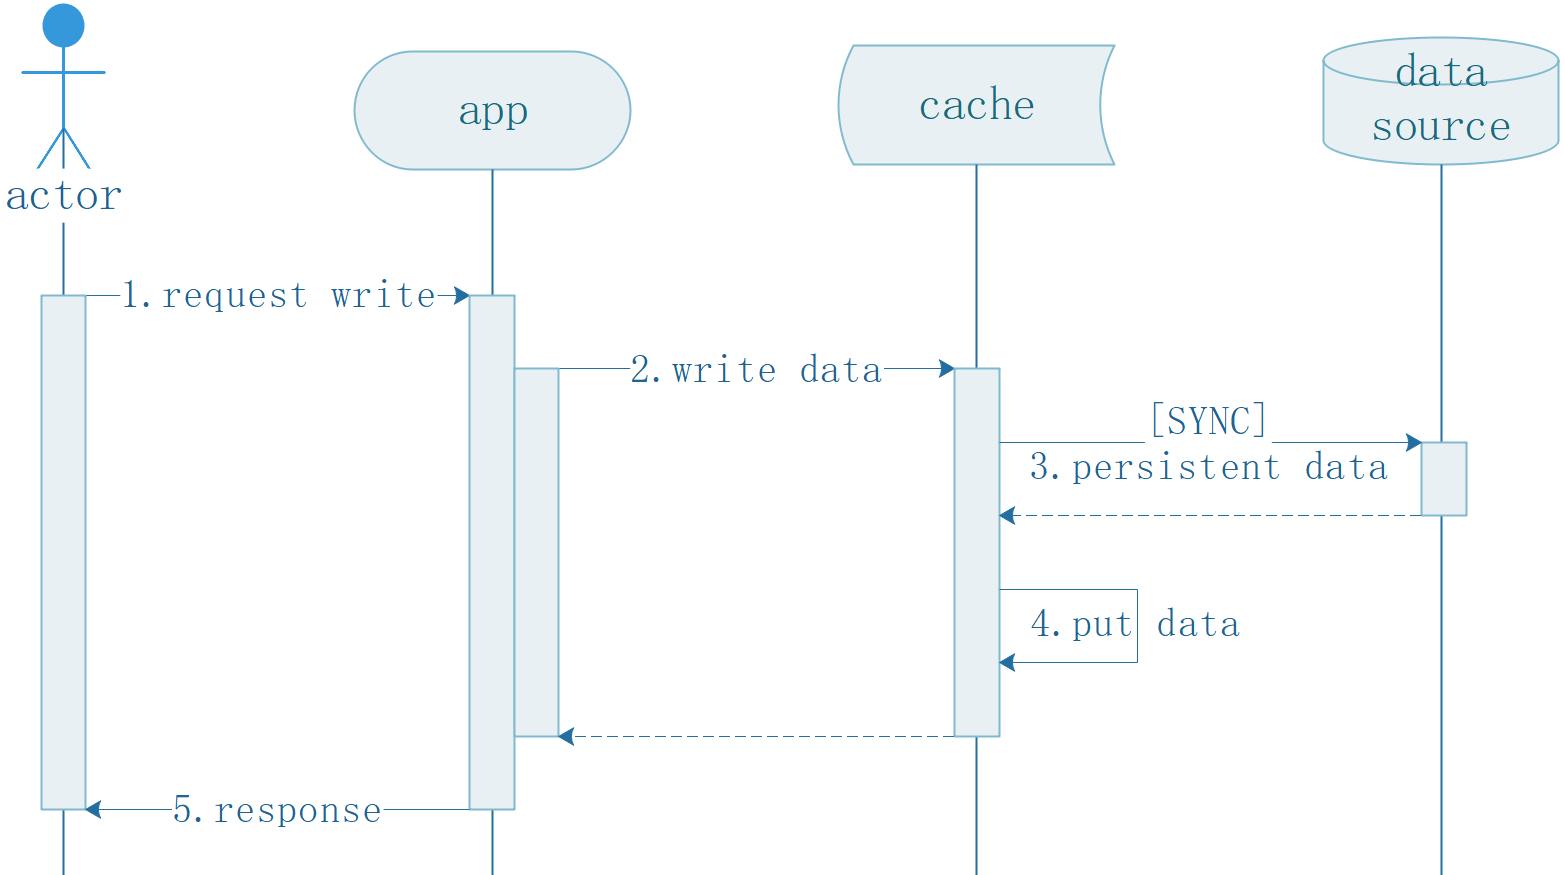 actor
app
cache
data
source
1.request write
2.write data
[SYNC]
3.persistent data
4.put data
5.response